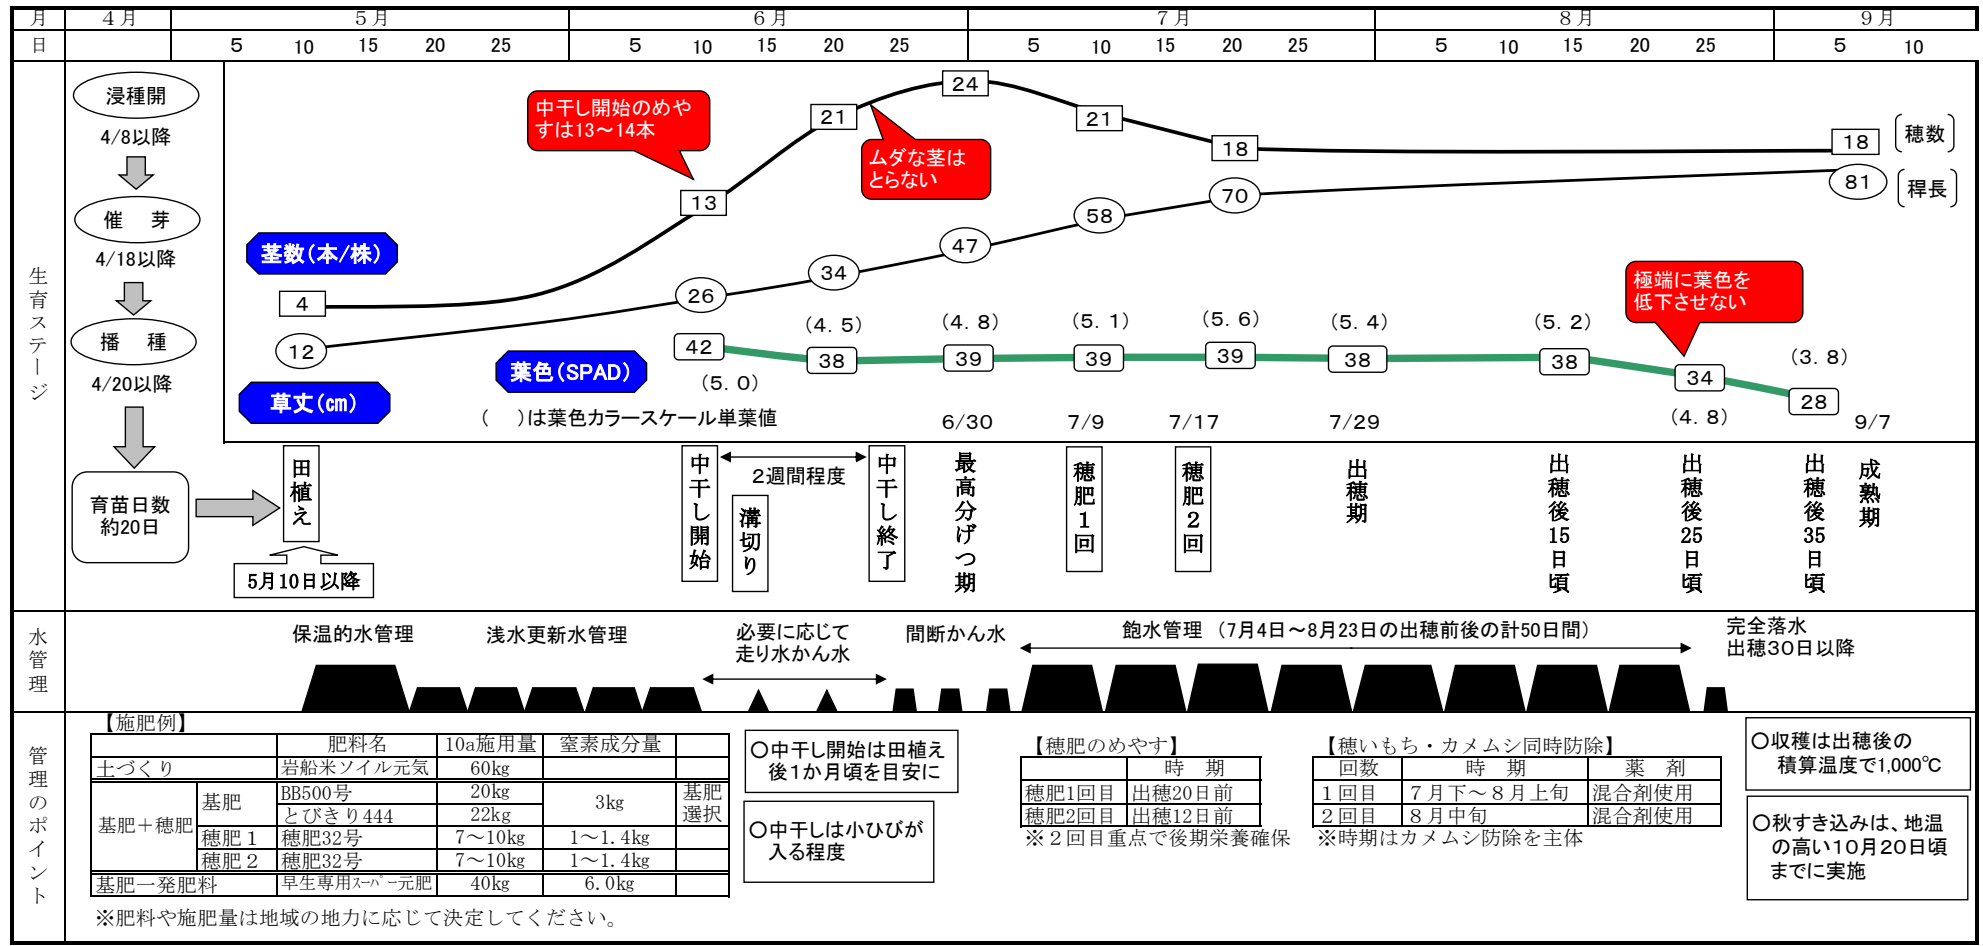 月 4月 5月 6月 7月 8月 9月
日 5 10 15 20 25 5 10 15 20 25 5 10 15 20 25 5 10 15 20 25 5 10
生育ステージ
浸種開
4/8以降
催 芽
4/18以降
播 種
4/20以降
育苗日数
約20日
中干し開始のめや
すは13～14本
ムダな茎は
とらない
極端に葉色を
低下させない
茎数(本/株)
4 13 21 24 21 18 18
〔穂数〕
草丈(㎝)
12 26 34 47 58 70 81
〔稈長〕
葉色(SPAD)
42 38 39 39 39 38 38 34 28
(5.0) (4.5) (4.8) (5.1) (5.6) (5.4) (5.2) (4.8) (3.8)
( )は葉色カラースケール単葉値
6/30 7/9 7/17 7/29 9/7
田植え
5月10日以降
中干し開始
2週間程度
溝切り
中干し終了
最高分げつ期
穂肥1回
穂肥2回
出穂期
出穂後15日頃
出穂後25日頃
出穂後35日頃
成熟期
水管理
保温的水管理
浅水更新水管理
必要に応じて
走り水かん水
間断かん水
飽水管理 (7月4日～8月23日の出穂前後の計50日間)
完全落水
出穂30日以降
管理のポイント
【施肥例】
肥料名 10a施用量 窒素成分量
土づくり 岩船米ソイル元気 60kg
基肥＋穂肥 基肥 BB500号 20kg 3kg 基肥選択
とびきり444 22kg
穂肥1 穂肥32号 7～10kg 1～1.4kg
穂肥2 穂肥32号 7～10kg 1～1.4kg
基肥一発肥料 早生専用ｽｰﾊﾟｰ元肥 40kg 6.0kg
※肥料や施肥量は地域の地力に応じて決定してください。
○中干し開始は田植え
後1か月頃を目安に
○中干しは小ひびが
入る程度
【穂肥のめやす】
時 期
穂肥1回目 出穂20日前
穂肥2回目 出穂12日前
※2回目重点で後期栄養確保
【穂いもち・カメムシ同時防除】
回数 時 期 薬 剤
1回目 7月下～8月上旬 混合剤使用
2回目 8月中旬 混合剤使用
※時期はカメムシ防除を主体
○収穫は出穂後の
積算温度で1,000℃
○秋すき込みは、地温
の高い10月20日頃
までに実施